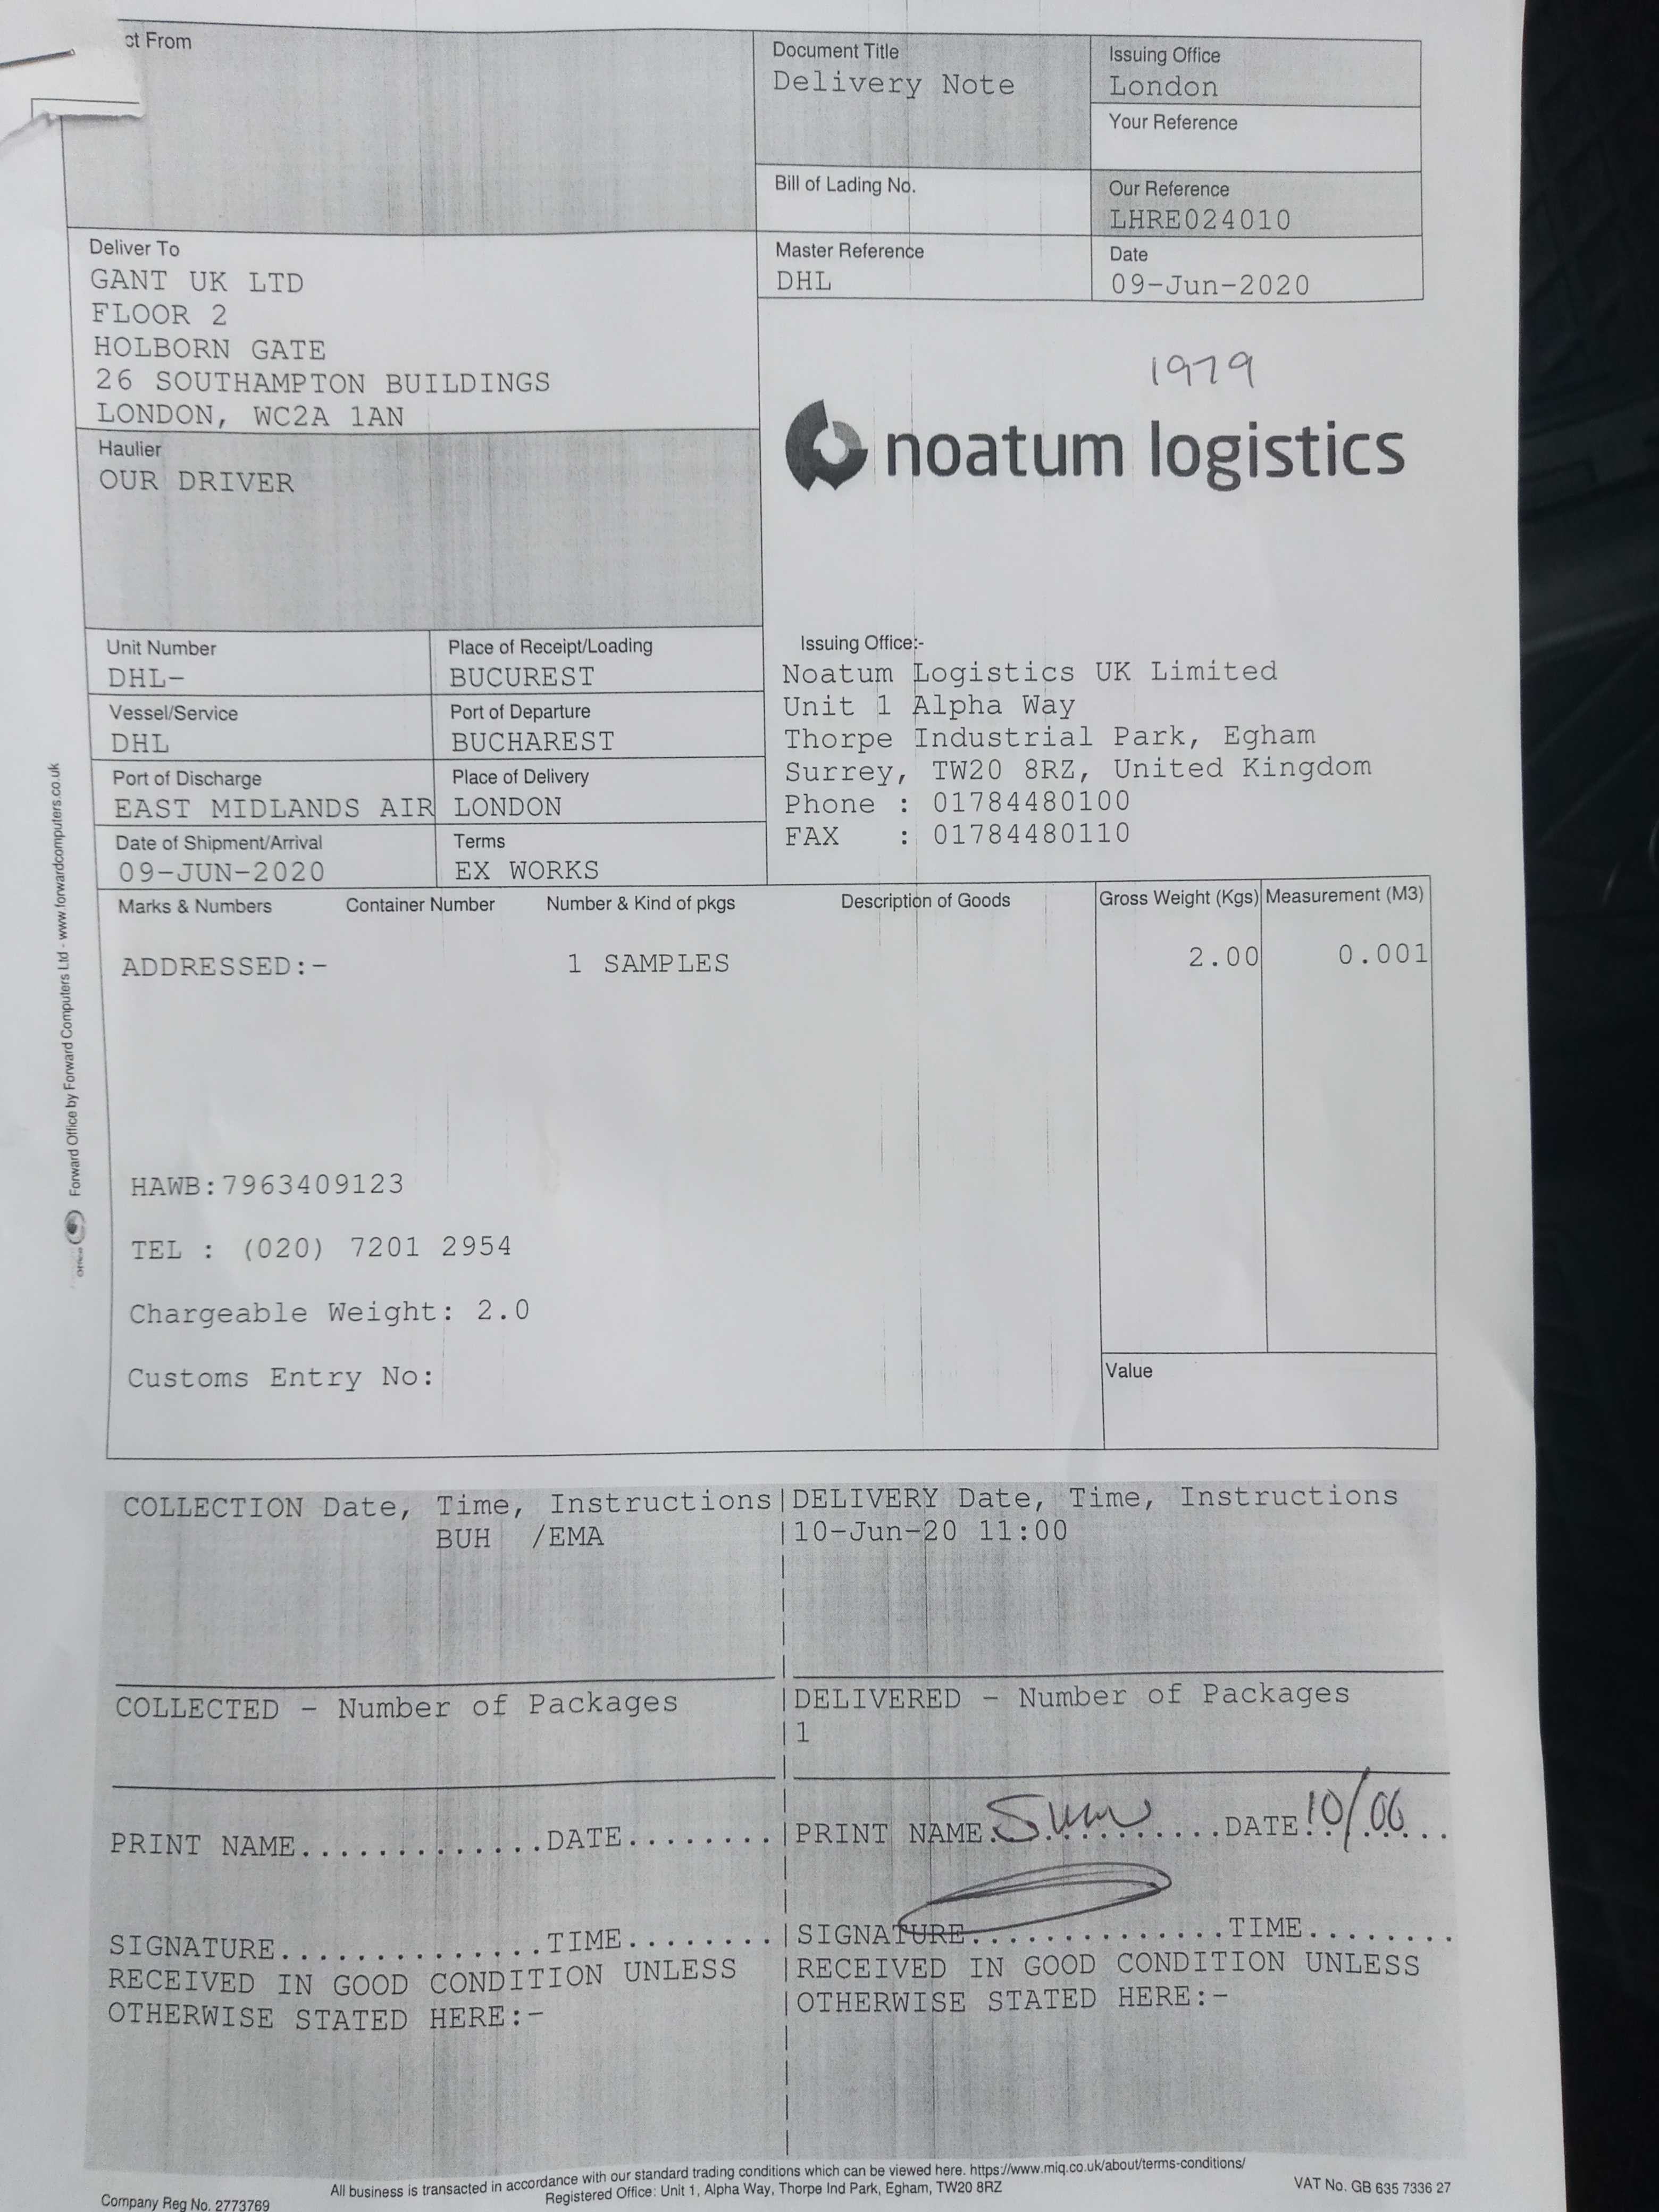 ct From
Document Title
Delivery Note
Issuing Office
London
Your Reference
Bill of Lading No.
Our Reference
LHRE024010
Deliver To
GANT UK LTD
FLOOR 2
HOLBORN GATE
26 SOUTHAMPTON BUILDINGS
LONDON, WC2A 1AN
Master Reference
DHL
Date
09-Jun-2020
1979
noatum logistics
Haulier
OUR DRIVER
Unit Number
DHL-
Place of Receipt/Loading
BUCUREST
Vessel/Service
DHL
Port of Departure
BUCHAREST
Port of Discharge
EAST MIDLANDS AIR
Place of Delivery
LONDON
Date of Shipment/Arrival
09-JUN-2020
Terms
EX WORKS
Issuing Office:-
Noatum Logistics UK Limited
Unit 1 Alpha Way
Thorpe Industrial Park, Egham
Surrey, TW20 8RZ, United Kingdom
Phone : 01784480100
FAX : 01784480110
Marks & Numbers Container Number Number & Kind of pkgs Description of Goods Gross Weight (Kgs) Measurement (M3)
ADDRESSED:- 1 SAMPLES 2.00 0.001
HAWB:7963409123
TEL : (020) 7201 2954
Chargeable Weight: 2.0
Customs Entry No:
Value
Forward Office by Forward Computers Ltd - www.forwardcomputers.co.uk
COLLECTION Date, Time, Instructions|DELIVERY Date, Time, Instructions
BUH /EMA |10-Jun-20 11:00
COLLECTED - Number of Packages |DELIVERED - Number of Packages
|1
PRINT NAME.............DATE........|PRINT NAME.............DATE 10/06
SIGNATURE..............TIME........|SIGNATURE..............TIME........
RECEIVED IN GOOD CONDITION UNLESS |RECEIVED IN GOOD CONDITION UNLESS
OTHERWISE STATED HERE:- |OTHERWISE STATED HERE:-
All business is transacted in accordance with our standard trading conditions which can be viewed here. https://www.miq.co.uk/about/terms-conditions/
Company Reg No. 2773769 Registered Office: Unit 1, Alpha Way, Thorpe Ind Park, Egham, TW20 8RZ VAT No. GB 635 7336 27